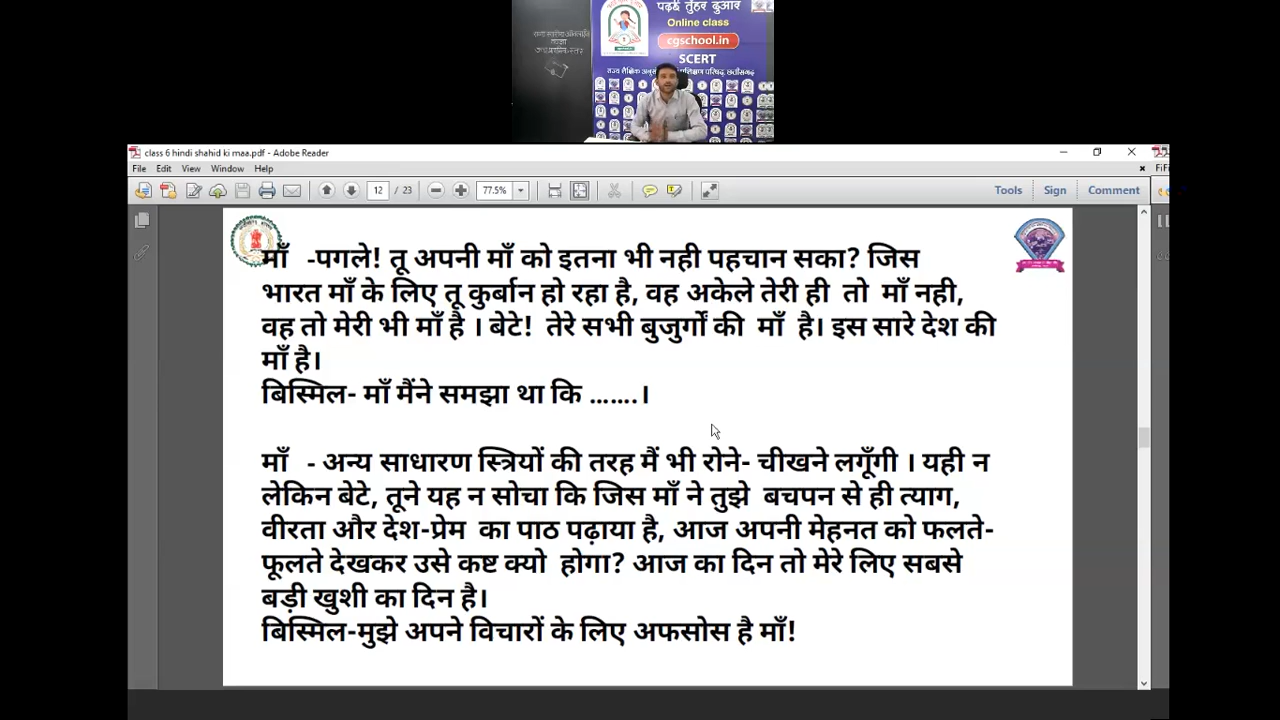 पढ़ई तुंहर दुआर
Online class
cgschool.in
SCERT
class 6 hindi shahid ki maa.pdf - Adobe Reader
File Edit View Window Help
12 / 23 77.5% Tools Sign Comment
माँ -पगले! तू अपनी माँ को इतना भी नही पहचान सका? जिस
भारत माँ के लिए तू कुर्बान हो रहा है, वह अकेले तेरी ही तो माँ नही,
वह तो मेरी भी माँ है । बेटे! तेरे सभी बुजुर्गों की माँ है। इस सारे देश की
माँ है।
बिस्मिल- माँ मैंने समझा था कि …….।
माँ - अन्य साधारण स्त्रियों की तरह मैं भी रोने- चीखने लगूँगी । यही न
लेकिन बेटे, तूने यह न सोचा कि जिस माँ ने तुझे बचपन से ही त्याग,
वीरता और देश-प्रेम का पाठ पढ़ाया है, आज अपनी मेहनत को फलते-
फूलते देखकर उसे कष्ट क्यो होगा? आज का दिन तो मेरे लिए सबसे
बड़ी खुशी का दिन है।
बिस्मिल-मुझे अपने विचारों के लिए अफसोस है माँ!